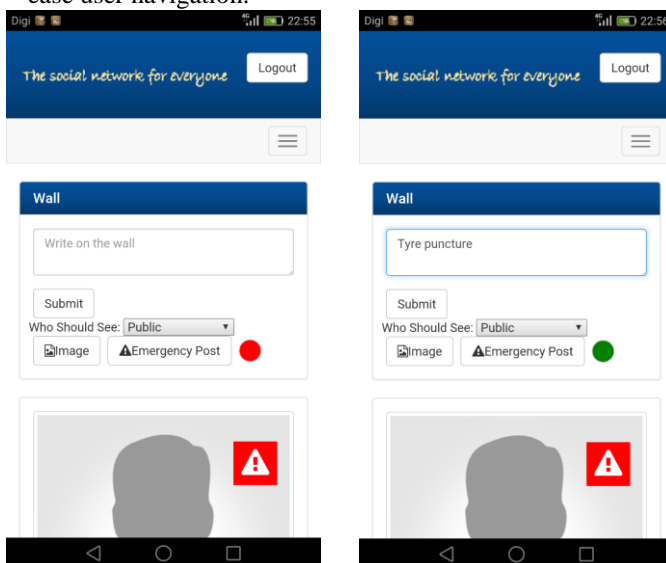 ease user navigation.
Digi 4G 22:55
The social network for everyone Logout
Wall
Write on the wall
Submit
Who Should See: Public
Image Emergency Post
Digi 4G 22:56
The social network for everyone Logout
Wall
Tyre puncture
Submit
Who Should See: Public
Image Emergency Post